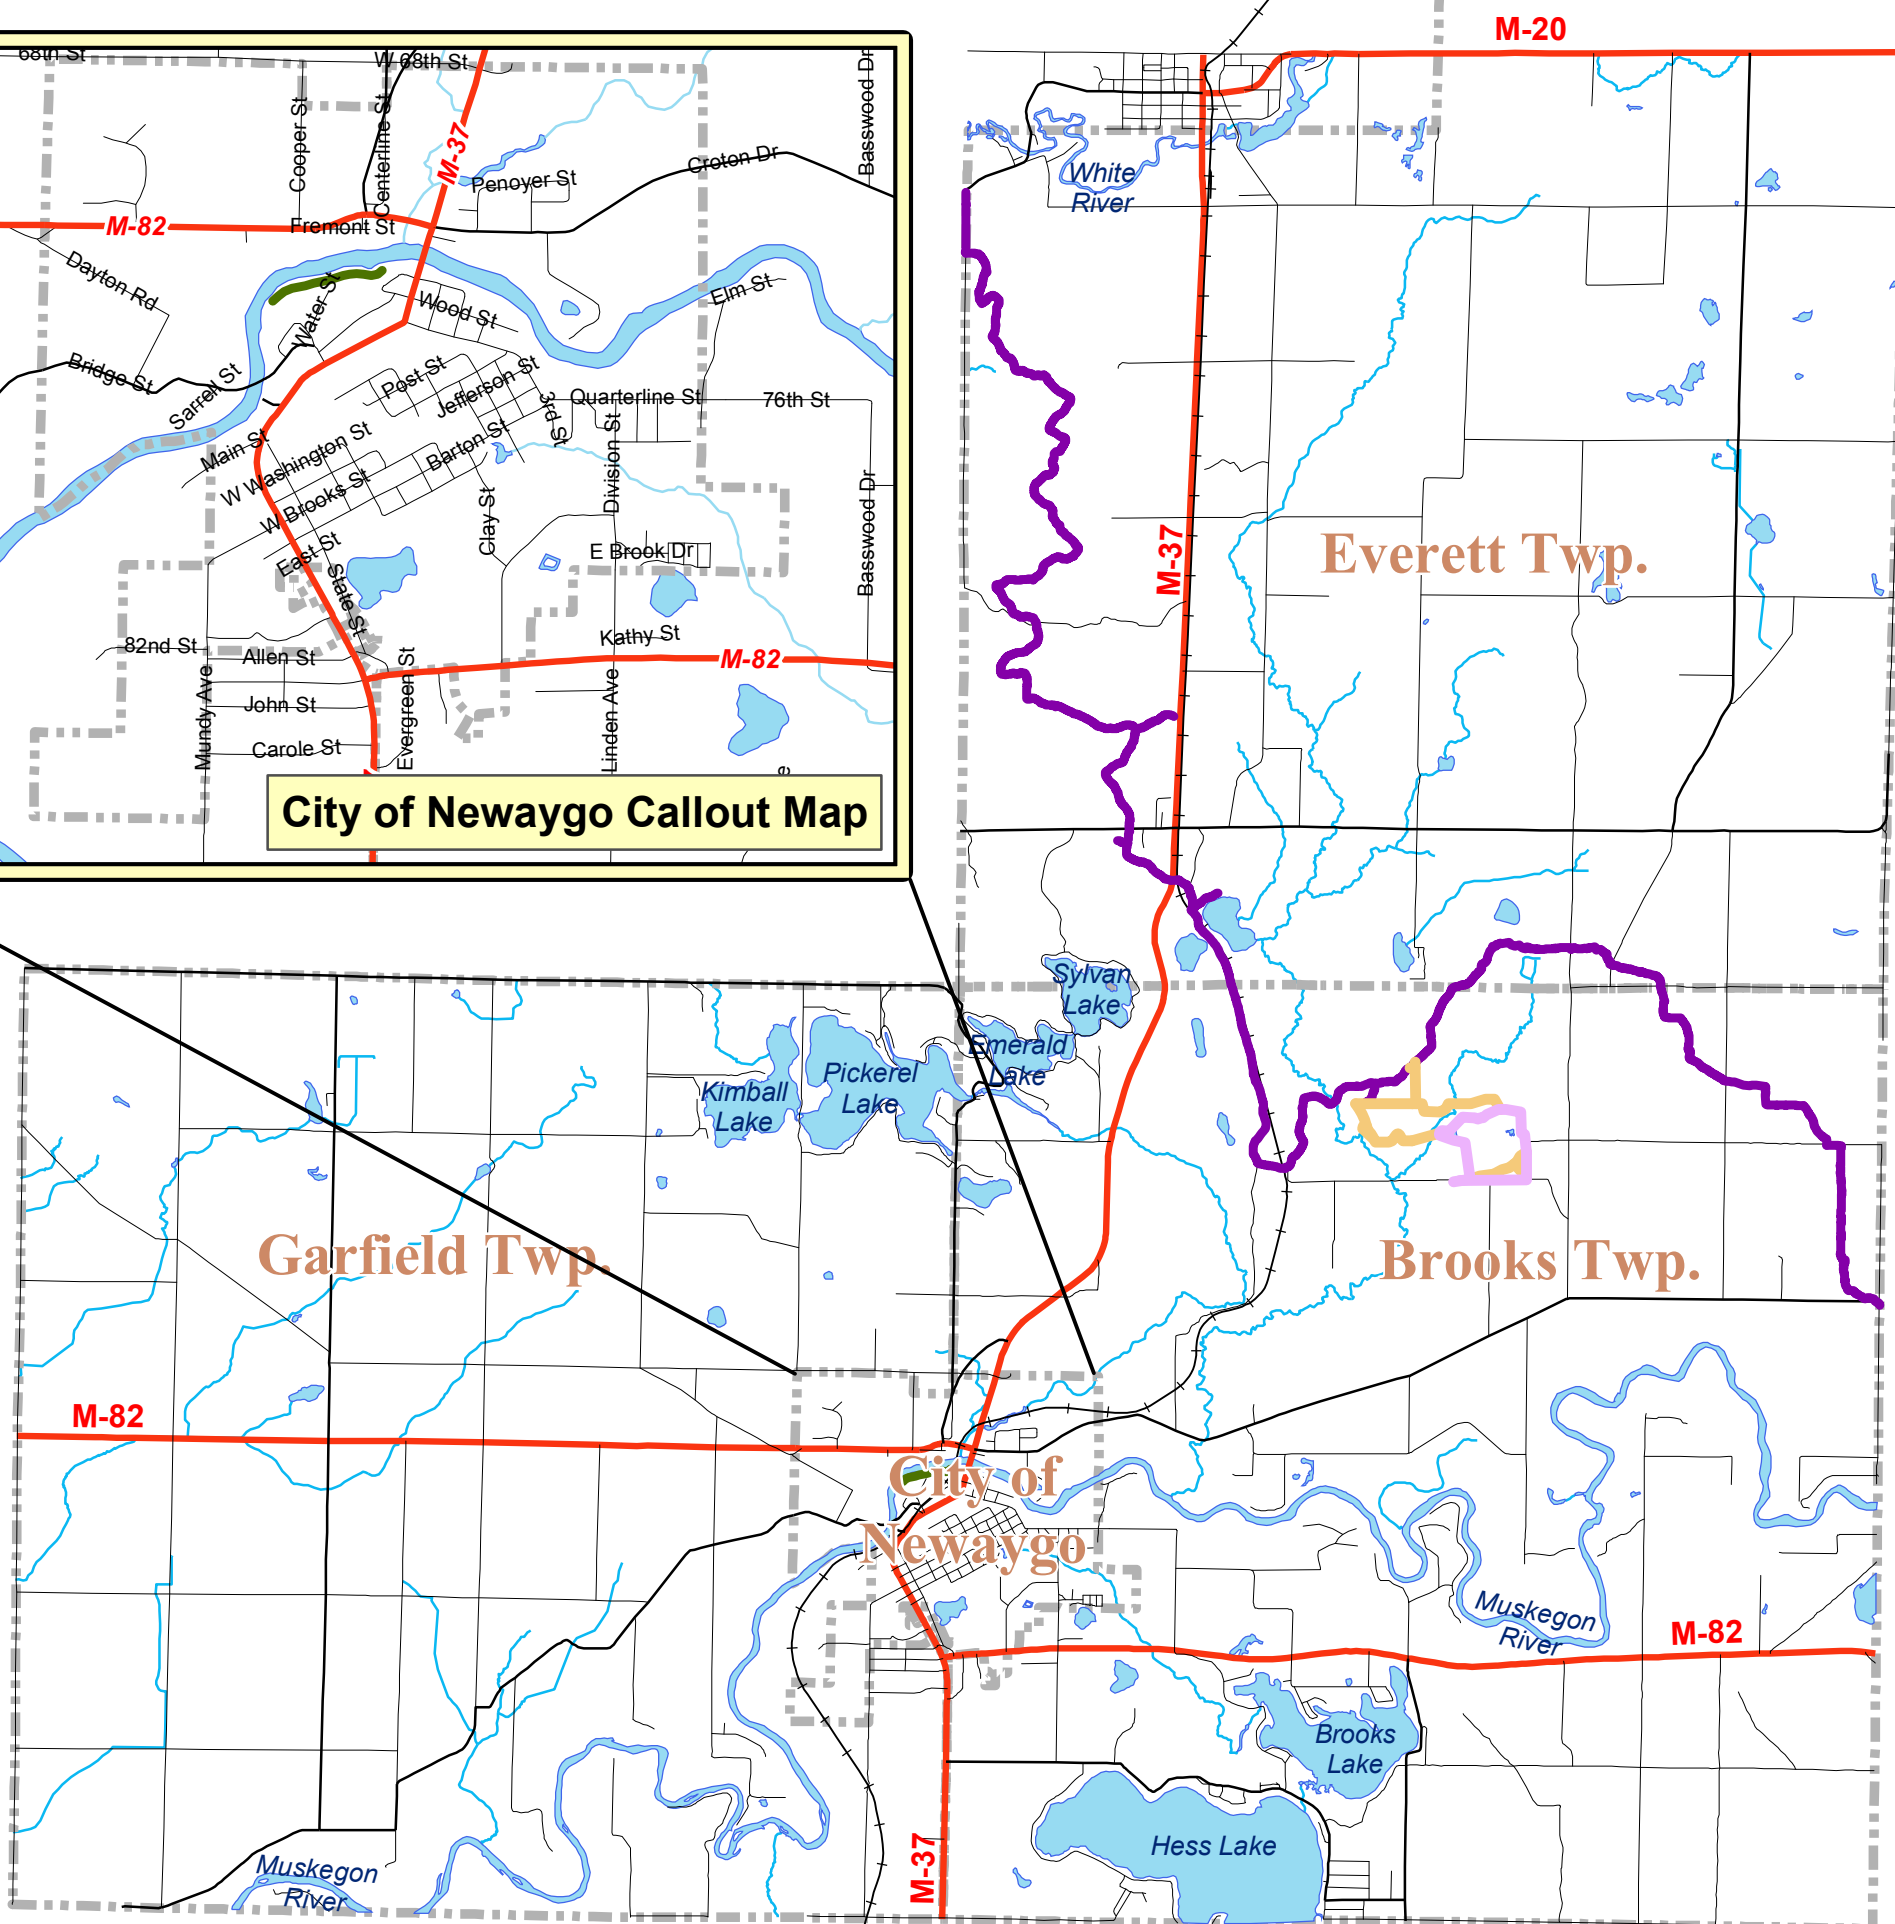 68th St
W 68th St
Cooper St
Centerline St
M-37
Basswood Dr
Croton Dr
Penoyer St
M-82
Fremont St
Dayton Rd
Water St
Wood St
Elm St
Bridge St
Sarrell St
Post St
Jefferson St
3rd St
Quarterline St
76th St
Main St
W Washington St
Barton St
Division St
W Brooks St
Clay St
Basswood Dr
East St
State St
E Brook Dr
82nd St
Allen St
Kathy St
M-82
Mundy Ave
John St
Evergreen St
Linden Ave
Carole St
City of Newaygo Callout Map
M-20
White
River
M-37
Everett Twp.
Sylvan
Lake
Emerald
Lake
Pickerel
Lake
Kimball
Lake
Garfield Twp.
Brooks Twp.
M-82
City of
Newaygo
Muskegon
River
M-82
Brooks
Lake
Hess Lake
M-37
Muskegon
River